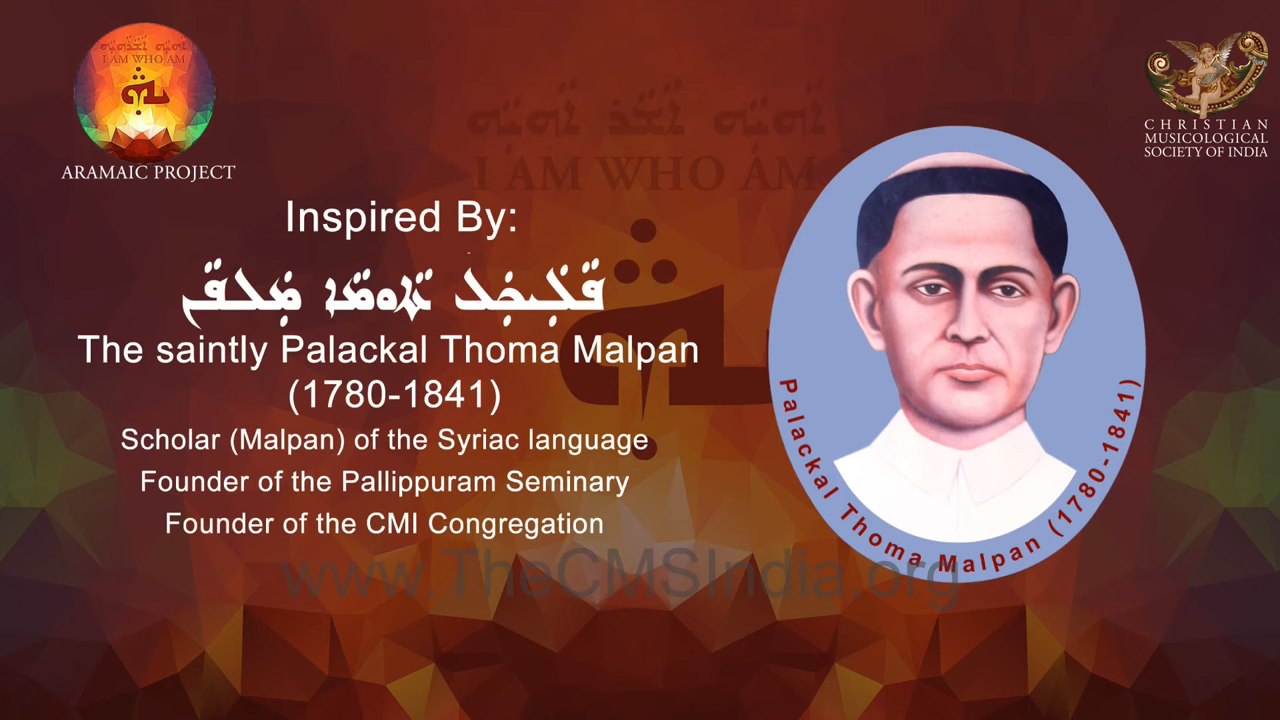 I AM WHO AM
ARAMAIC PROJECT
CHRISTIAN
MUSICOLOGICAL
SOCIETY OF INDIA
I AM WHO AM
Inspired By:
The saintly Palackal Thoma Malpan
(1780-1841)
Scholar (Malpan) of the Syriac language
Founder of the Pallippuram Seminary
Founder of the CMI Congregation
Palackal Thoma Malpan (1780-1841)
www.TheCMSIndia.org